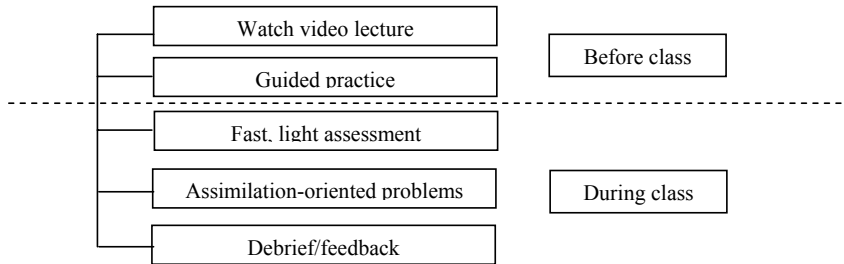 Watch video lecture
Before class
Guided practice
Fast, light assessment
Assimilation-oriented problems
During class
Debrief/feedback